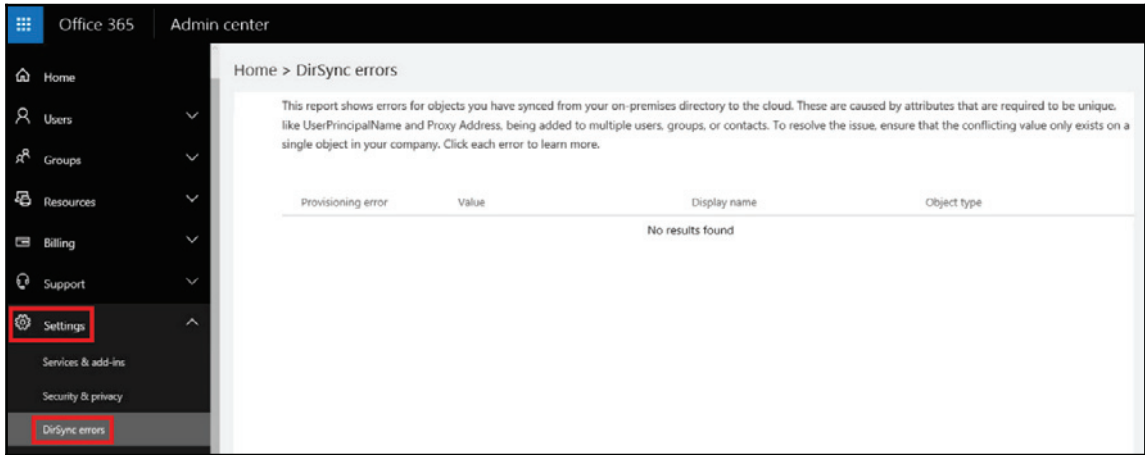 Office 365 Admin center
Home
Users
Groups
Resources
Billing
Support
Settings
Services & add-ins
Security & privacy
DirSync errors
Home > DirSync errors
This report shows errors for objects you have synced from your on-premises directory to the cloud. These are caused by attributes that are required to be unique,
like UserPrincipalName and Proxy Address, being added to multiple users, groups, or contacts. To resolve the issue, ensure that the conflicting value only exists on a
single object in your company. Click each error to learn more.
Provisioning error Value Display name Object type
No results found